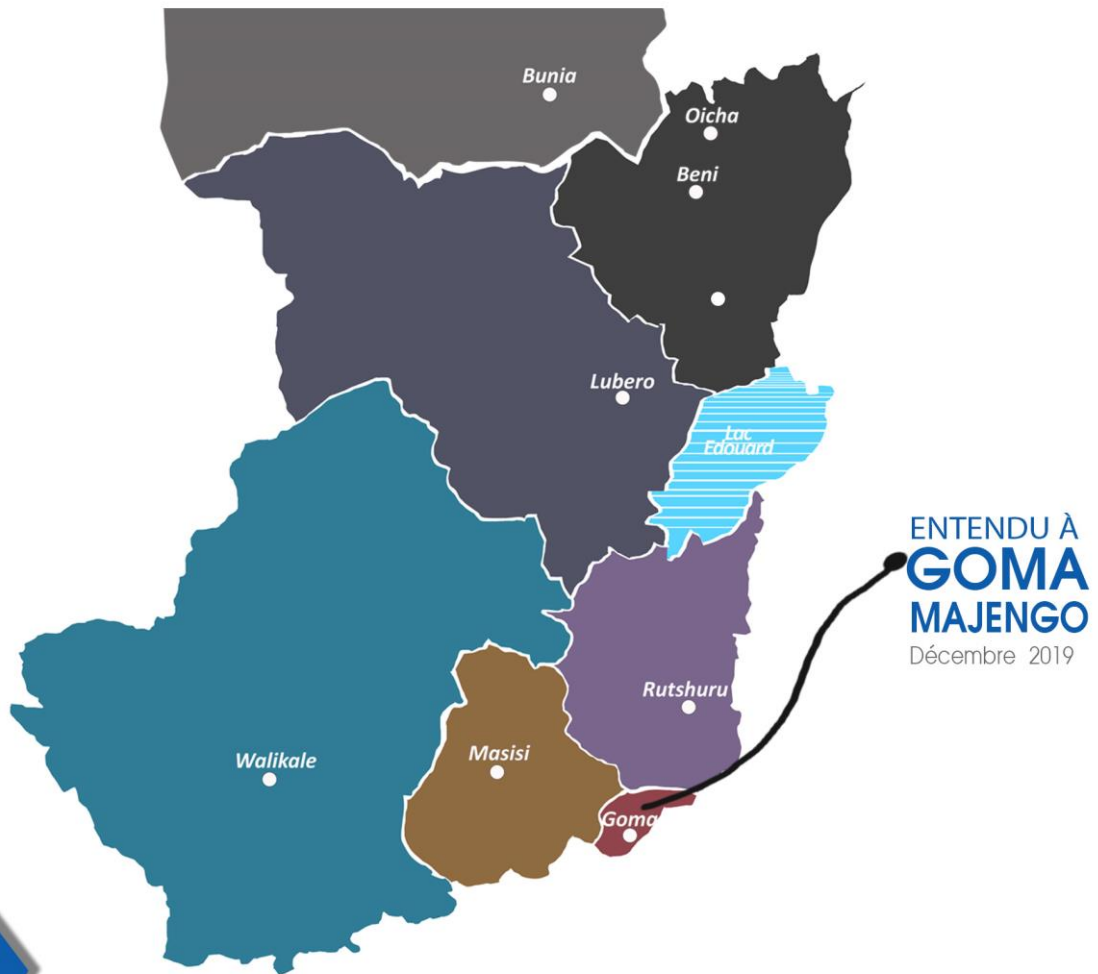 Bunia
Oicha
Beni
Lubero
Lac
Edouard
ENTENDU À
GOMA
MAJENGO
Décembre 2019
Rutshuru
Masisi
Walikale
Goma